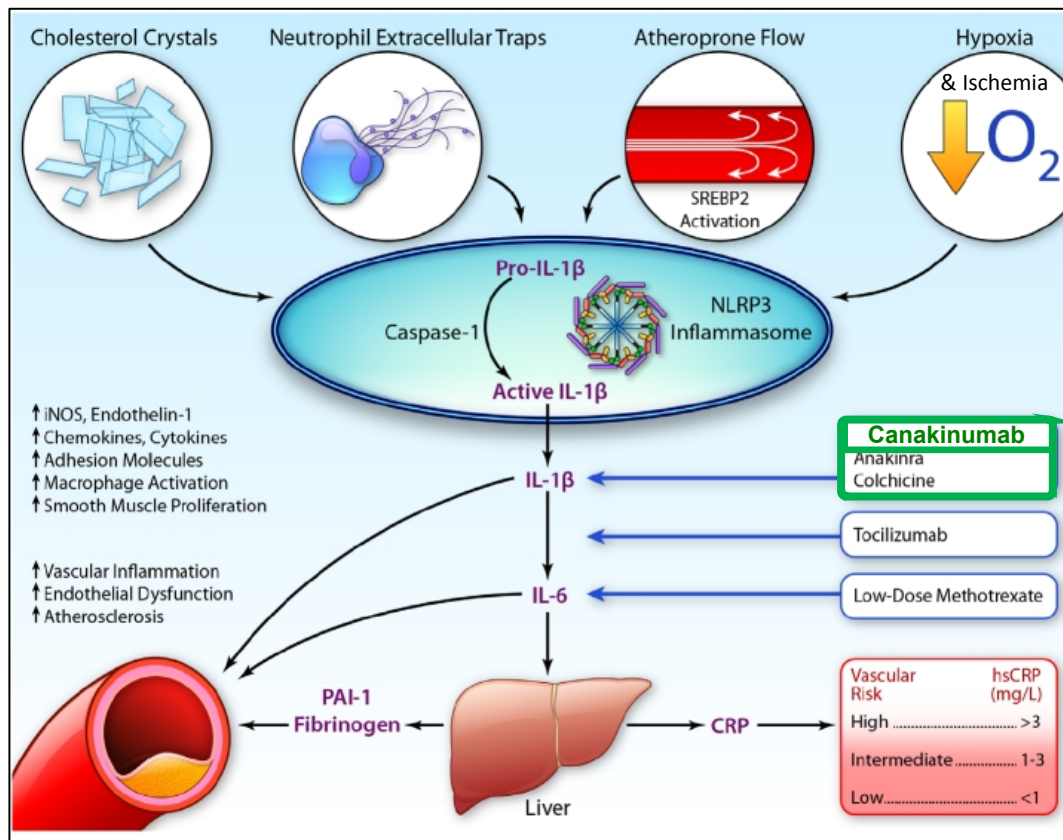 Cholesterol Crystals
Neutrophil Extracellular Traps
Atheroprone Flow
Hypoxia
& Ischemia
O2
SREBP2
Activation
Pro-IL-1β
Caspase-1
NLRP3
Inflammasome
Active IL-1β
↑ iNOS, Endothelin-1
↑ Chemokines, Cytokines
↑ Adhesion Molecules
↑ Macrophage Activation
↑ Smooth Muscle Proliferation
IL-1β
Canakinumab
Anakinra
Colchicine
Tocilizumab
↑ Vascular Inflammation
↑ Endothelial Dysfunction
↑ Atherosclerosis
IL-6
Low-Dose Methotrexate
PAI-1
Fibrinogen
Liver
CRP
Vascular Risk hsCRP (mg/L)
High >3
Intermediate 1-3
Low <1